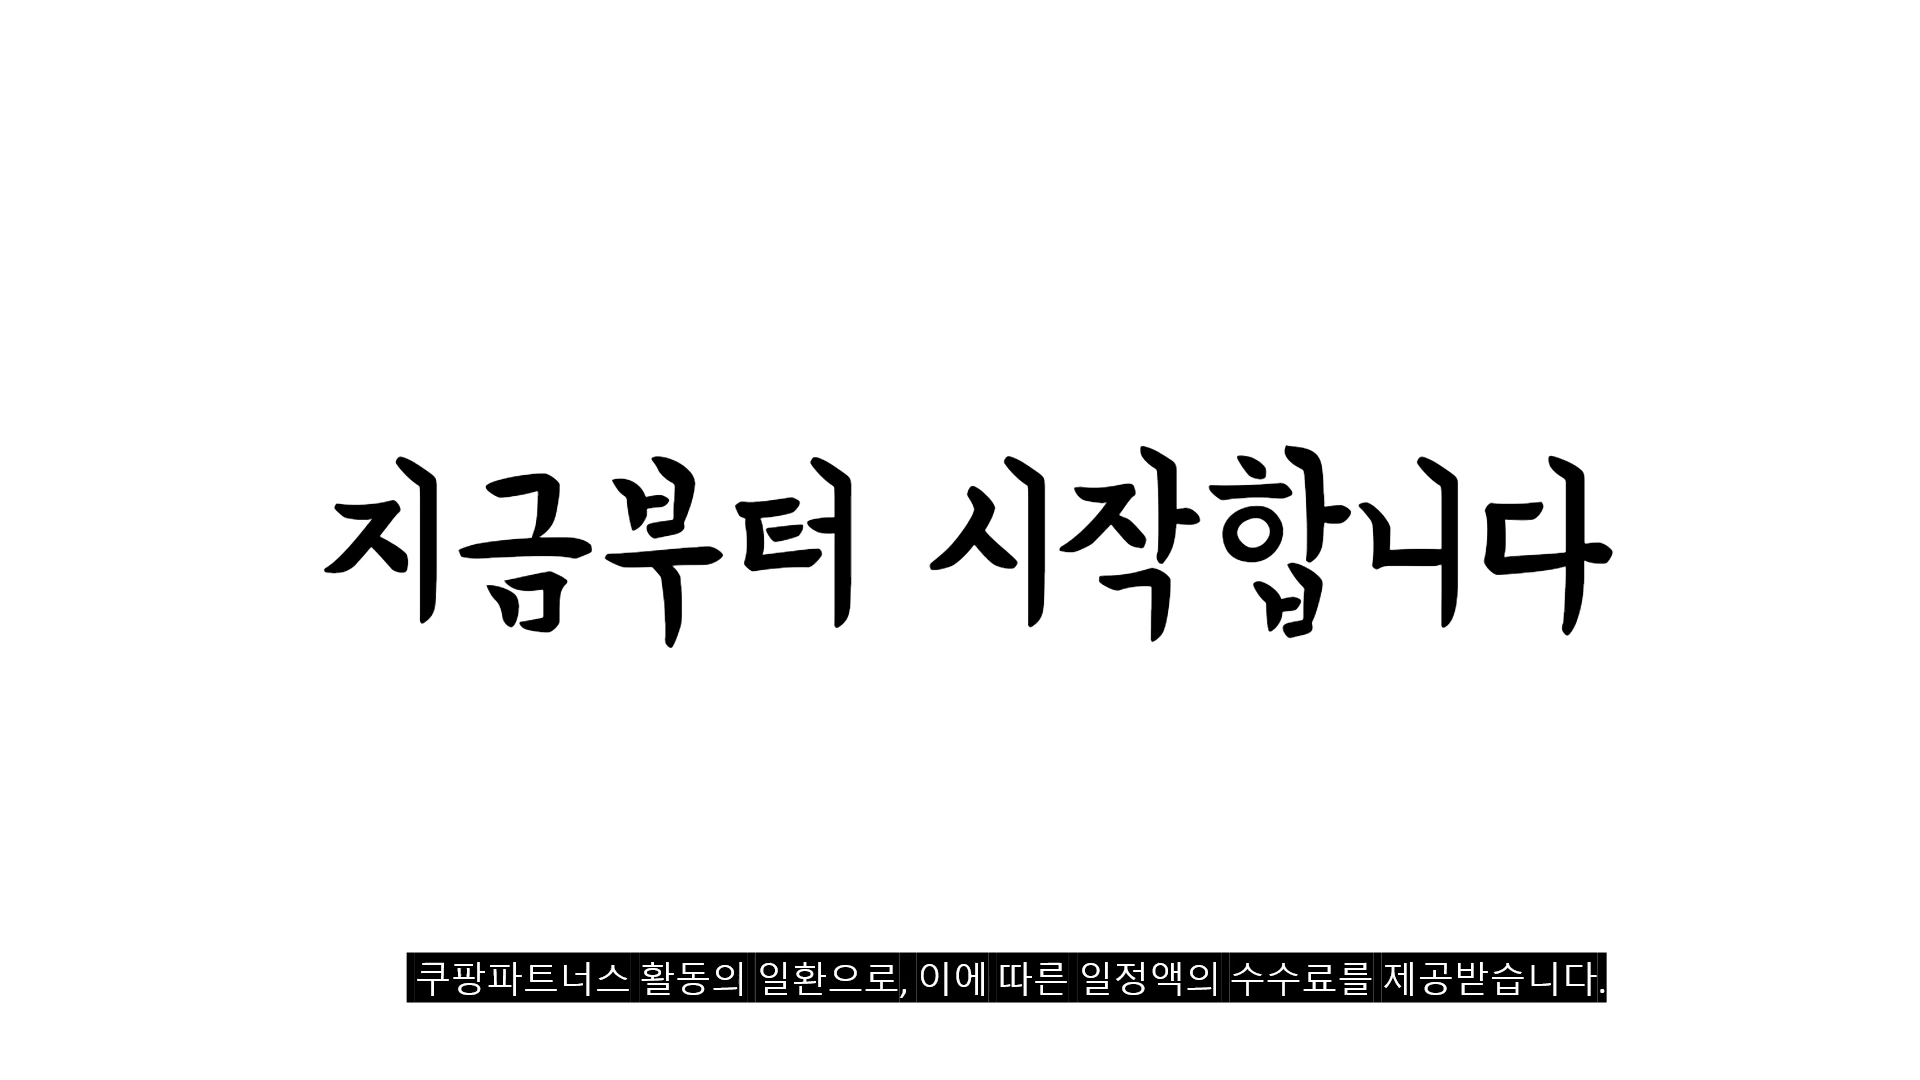 지금부터 시작합니다
쿠팡파트너스 활동의 일환으로, 이에 따른 일정액의 수수료를 제공받습니다.